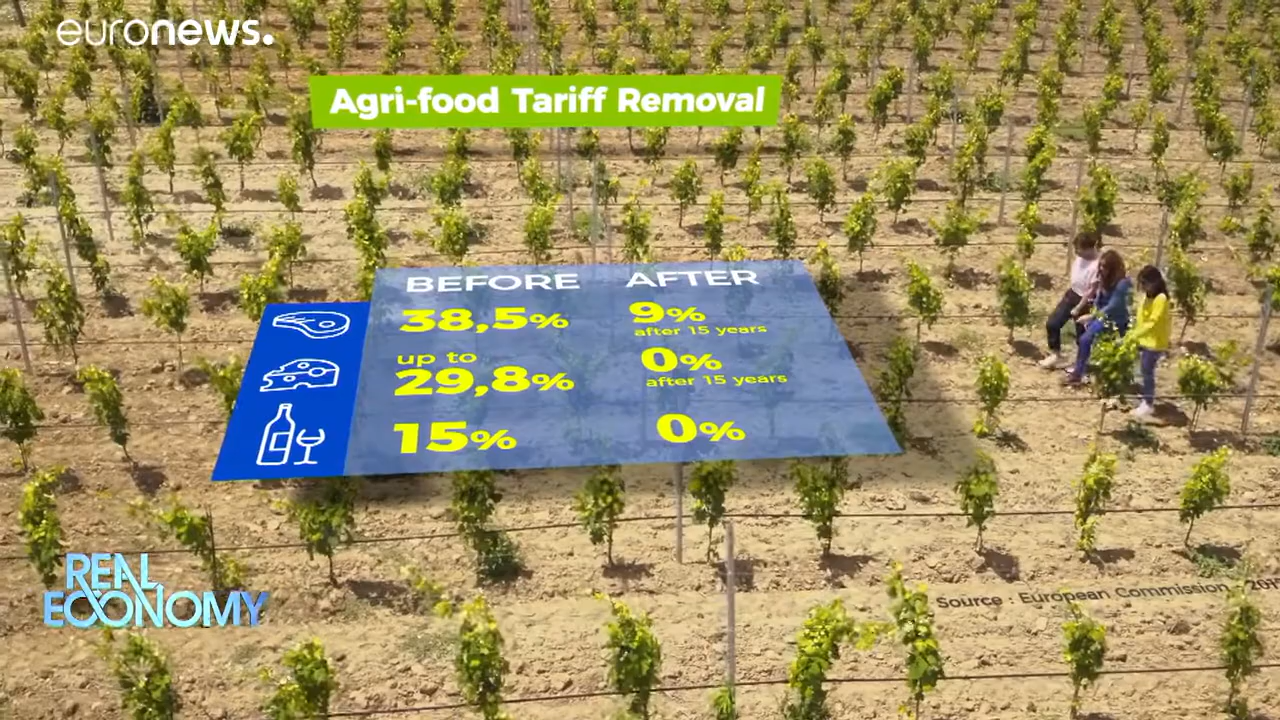 euronews.
Agri-food Tariff Removal
BEFORE AFTER
38,5% 9%
after 15 years
up to
29,8% 0%
after 15 years
15% 0%
REAL
ECONOMY
Source : European Commission